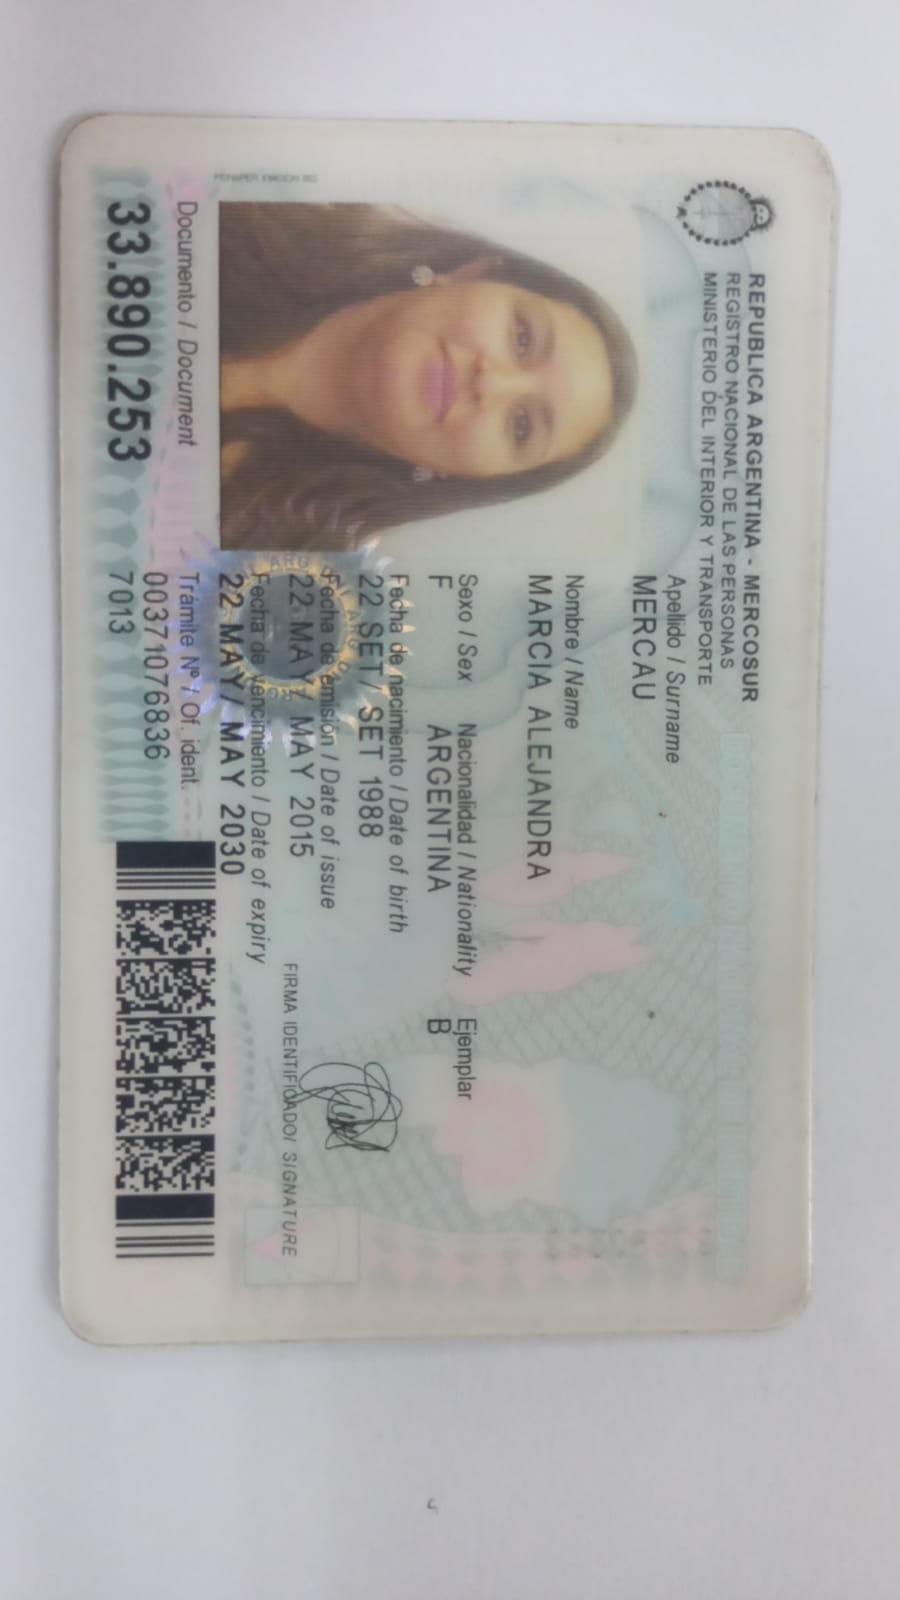 REPUBLICA ARGENTINA - MERCOSUR
REGISTRO NACIONAL DE LAS PERSONAS
MINISTERIO DEL INTERIOR Y TRANSPORTE
Apellido / Surname
MERCAU
Nombre / Name
MARCIA ALEJANDRA
Sexo / Sex Nacionalidad / Nationality Ejemplar
F ARGENTINA B
Fecha de nacimiento / Date of birth
22 SET/ SET 1988
Fecha de emisión / Date of issue
22 MAY/ MAY 2015
Fecha de vencimiento / Date of expiry
22 MAY/ MAY 2030
FIRMA IDENTIFICADO/ SIGNATURE
Documento / Document
33.890.253
Trámite Nº / Of. ident.
00371076836
7013